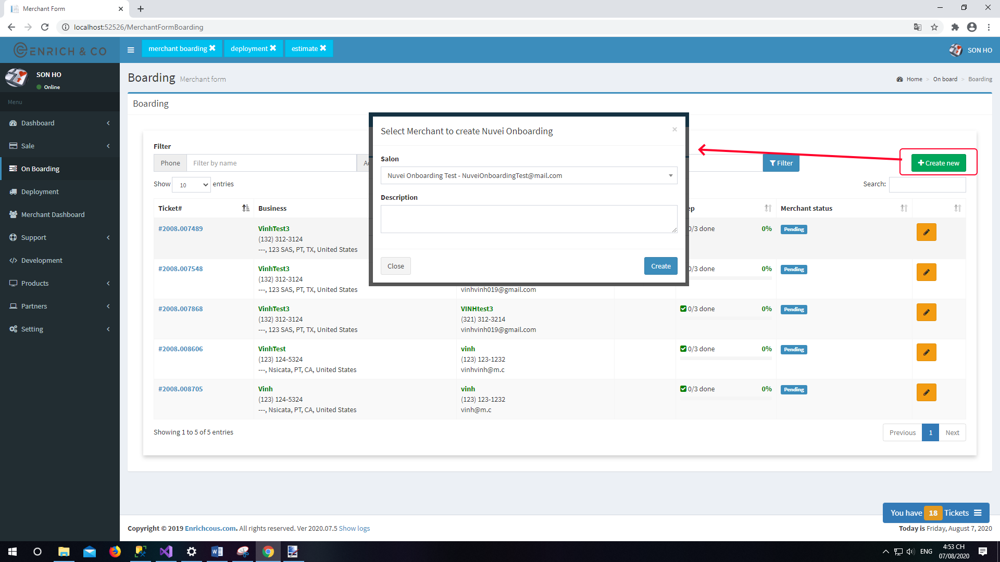 Merchant Form
localhost:52526/MerchantFormBoarding
ENRICH & CO
merchant boarding
deployment
estimate
SON HO
SON HO
Online
Menu
Dashboard
Sale
On Boarding
Deployment
Merchant Dashboard
Support
Development
Products
Partners
Setting
Boarding Merchant form
Home > On board > Boarding
Boarding
Filter
Phone Filter by name
Filter
Create new
Show 10 entries
Search:
Ticket# Business Merchant status
#2008.007489 VinhTest3 0/3 done 0% Pending
(132) 312-3124
---, 123 SAS, PT, TX, United States
#2008.007548 VinhTest3 0/3 done 0% Pending
(132) 312-3124
---, 123 SAS, PT, TX, United States vinhvinh019@gmail.com
#2008.007868 VinhTest3 VINHtest3 0/3 done 0% Pending
(132) 312-3124 (321) 312-3214
---, 123 SAS, PT, TX, United States vinhvinh019@gmail.com
#2008.008606 VinhTest vinh 0/3 done 0% Pending
(123) 124-5324 (123) 123-1232
---, Nsicata, PT, CA, United States vinhvinh@m.c
#2008.008705 Vinh vinh 0/3 done 0% Pending
(123) 124-5324 (123) 123-1232
---, Nsicata, PT, CA, United States vinh@m.c
Showing 1 to 5 of 5 entries
Previous 1 Next
Select Merchant to create Nuvei Onboarding
Salon
Nuvei Onboarding Test - NuveiOnboardingTest@mail.com
Description
Close Create
You have 18 Tickets
Copyright © 2019 Enrichcous.com. All rights reserved. Ver 2020.07.5 Show logs
Today is Friday, August 7, 2020
ENG
4:53 CH
07/08/2020